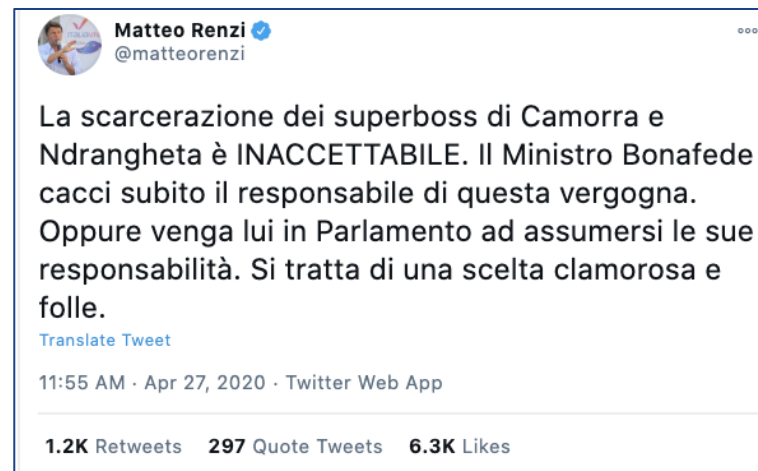 Matteo Renzi
@matteorenzi
La scarcerazione dei superboss di Camorra e
Ndrangheta è INACCETTABILE. Il Ministro Bonafede
cacci subito il responsabile di questa vergogna.
Oppure venga lui in Parlamento ad assumersi le sue
responsabilità. Si tratta di una scelta clamorosa e
folle.
Translate Tweet
11:55 AM · Apr 27, 2020 · Twitter Web App
1.2K Retweets 297 Quote Tweets 6.3K Likes